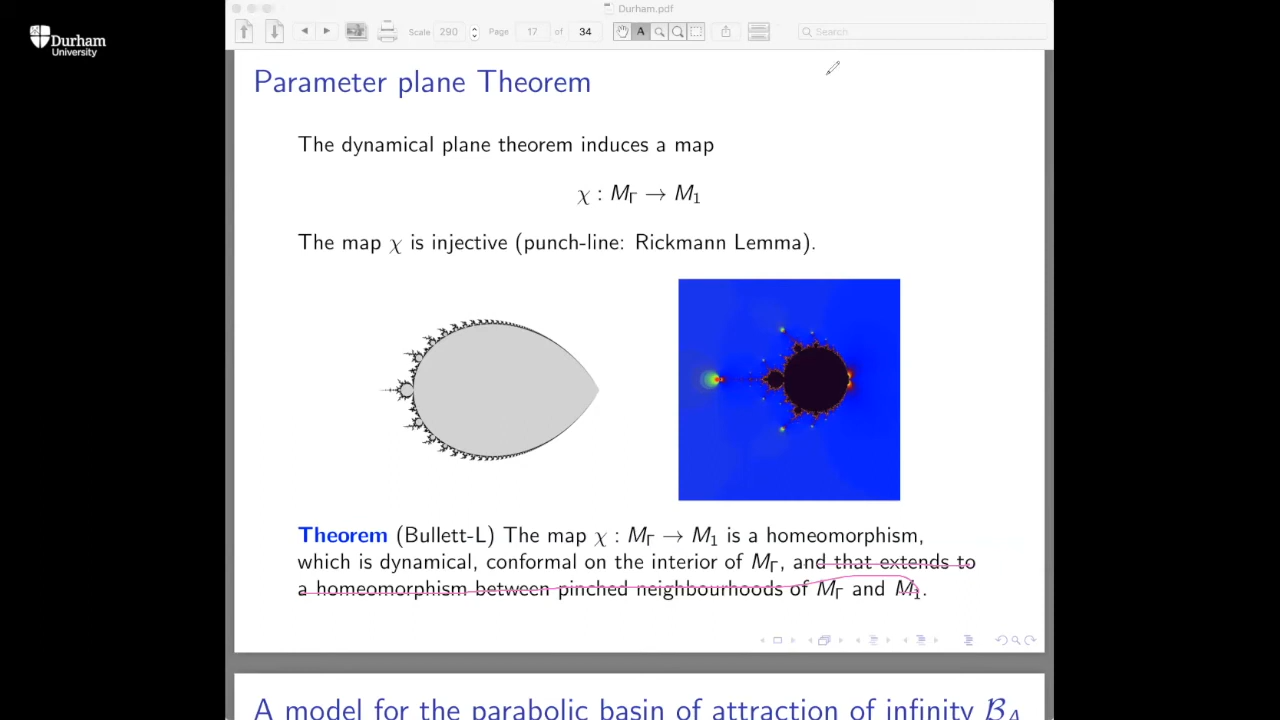 Durham.pdf
Durham
University
Scale 290 Page 17 of 34 A Search
Parameter plane Theorem
The dynamical plane theorem induces a map
χ : M_Γ → M_1
The map χ is injective (punch-line: Rickmann Lemma).
Theorem (Bullett-L) The map χ : M_Γ → M_1 is a homeomorphism,
which is dynamical, conformal on the interior of M_Γ, and that extends to
a homeomorphism between pinched neighbourhoods of M_Γ and M_1.
A model for the parabolic basin of attraction of infinity B_A